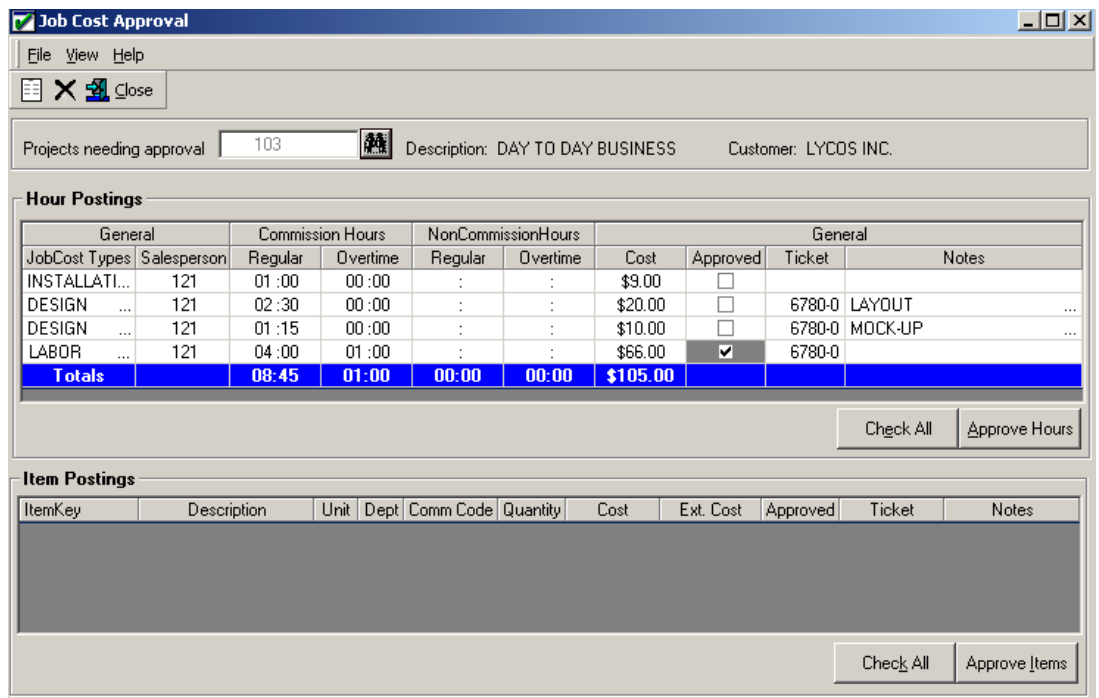 Job Cost Approval
File View Help
Close
Projects needing approval 103 Description: DAY TO DAY BUSINESS Customer: LYCOS INC.
Hour Postings
General Commission Hours NonCommissionHours General
JobCost Types Salesperson Regular Overtime Regular Overtime Cost Approved Ticket Notes
INSTALLATI... 121 01 :00 00 :00 : : $9.00
DESIGN ... 121 02 :30 00 :00 : : $20.00 6780-0 LAYOUT ...
DESIGN ... 121 01 :15 00 :00 : : $10.00 6780-0 MOCK-UP ...
LABOR ... 121 04 :00 01 :00 : : $66.00 6780-0
Totals 08:45 01:00 00:00 00:00 $105.00
Check All Approve Hours
Item Postings
ItemKey Description Unit Dept Comm Code Quantity Cost Ext. Cost Approved Ticket Notes
Check All Approve Items